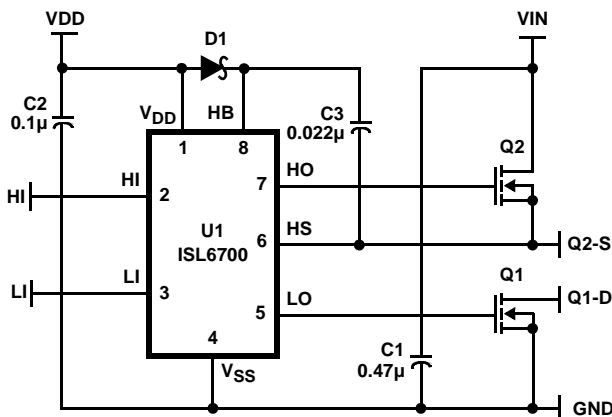 VDD
VIN
D1
C2
0.1µ
VDD
HB
C3
0.022µ
Q2
1
8
HI
HI
2
7
HO
U1
ISL6700
6
HS
Q2-S
LI
LI
3
5
LO
Q1
Q1-D
4
VSS
C1
0.47µ
GND